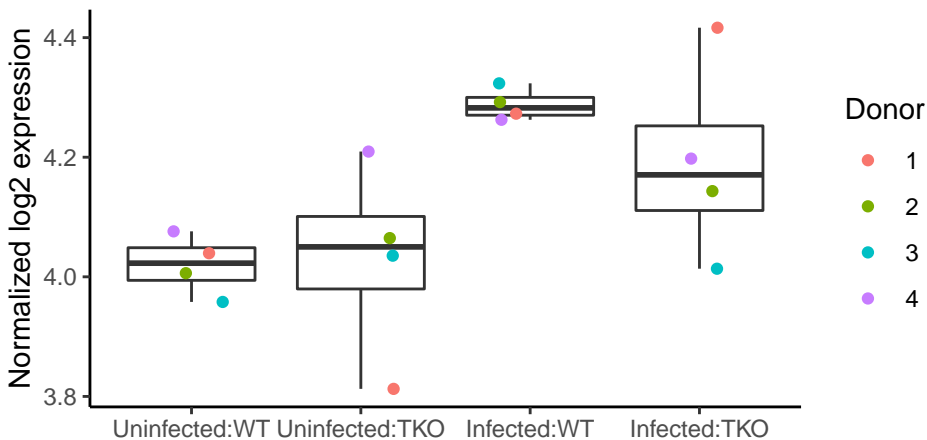 Normalized log2 expression
4.4
4.2
4.0
3.8
Uninfected:WT Uninfected:TKO Infected:WT Infected:TKO
Donor
1
2
3
4